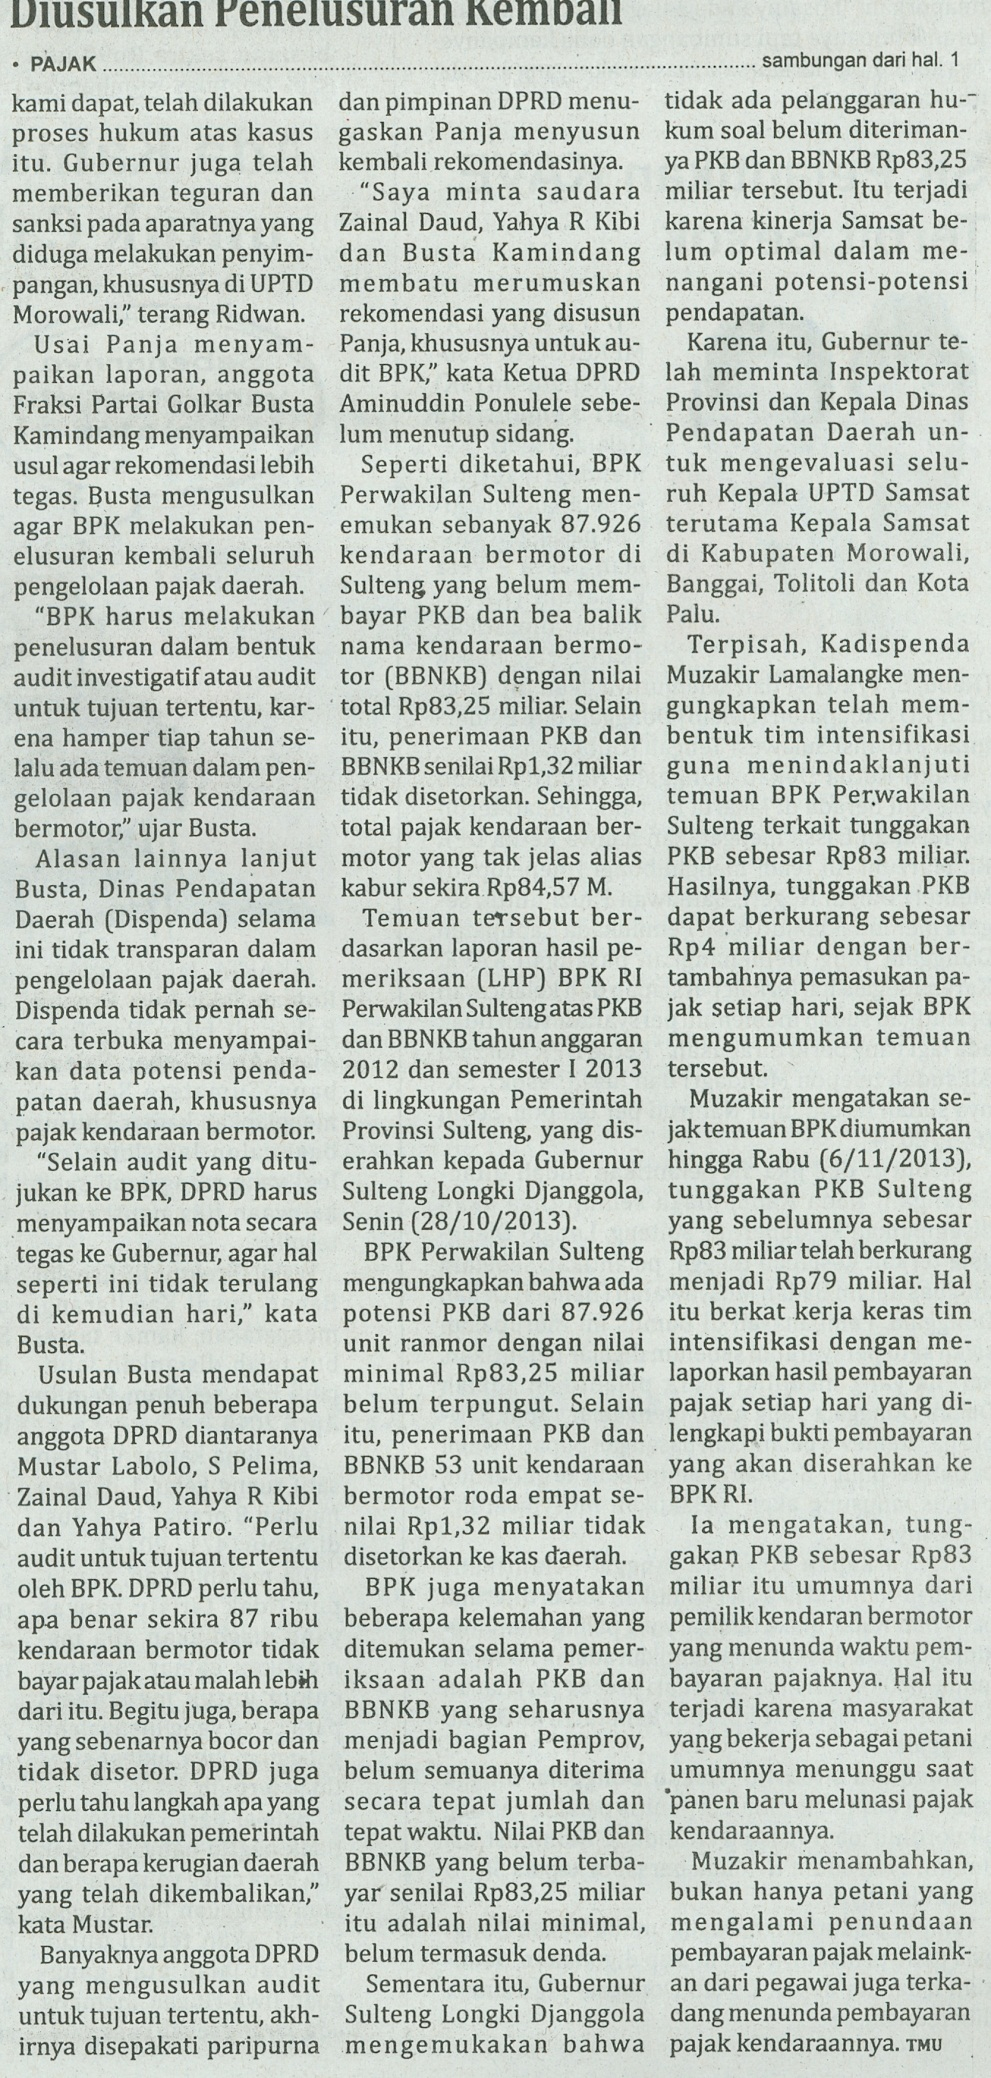 Diusulkan Penelusuran Kembali
• PAJAK ........................................................................................................ sambungan dari hal. 1
kami dapat, telah dilakukan
proses hukum atas kasus
itu. Gubernur juga telah
memberikan teguran dan
sanksi pada aparatnya yang
diduga melakukan penyim-
pangan, khususnya di UPTD
Morowali,” terang Ridwan.
Usai Panja menyam-
paikan laporan, anggota
Fraksi Partai Golkar Busta
Kamindang menyampaikan
usul agar rekomendasi lebih
tegas. Busta mengusulkan
agar BPK melakukan pen-
elusuran kembali seluruh
pengelolaan pajak daerah.
“BPK harus melakukan
penelusuran dalam bentuk
audit investigatif atau audit
untuk tujuan tertentu, kar-
ena hamper tiap tahun se-
lalu ada temuan dalam pen-
gelolaan pajak kendaraan
bermotor,” ujar Busta.
Alasan lainnya lanjut
Busta, Dinas Pendapatan
Daerah (Dispenda) selama
ini tidak transparan dalam
pengelolaan pajak daerah.
Dispenda tidak pernah se-
cara terbuka menyampai-
kan data potensi penda-
patan daerah, khususnya
pajak kendaraan bermotor.
“Selain audit yang ditu-
jukan ke BPK, DPRD harus
menyampaikan nota secara
tegas ke Gubernur, agar hal
seperti ini tidak terulang
di kemudian hari,” kata
Busta.
Usulan Busta mendapat
dukungan penuh beberapa
anggota DPRD diantaranya
Mustar Labolo, S Pelima,
Zainal Daud, Yahya R Kibi
dan Yahya Patiro. “Perlu
audit untuk tujuan tertentu
oleh BPK. DPRD perlu tahu,
apa benar sekira 87 ribu
kendaraan bermotor tidak
bayar pajak atau malah lebih
dari itu. Begitu juga, berapa
yang sebenarnya bocor dan
tidak disetor. DPRD juga
perlu tahu langkah apa yang
telah dilakukan pemerintah
dan berapa kerugian daerah
yang telah dikembalikan,”
kata Mustar.
Banyaknya anggota DPRD
yang mengusulkan audit
untuk tujuan tertentu, akh-
irnya disepakati paripurna
dan pimpinan DPRD menu-
gaskan Panja menyusun
kembali rekomendasinya.
“Saya minta saudara
Zainal Daud, Yahya R Kibi
dan Busta Kamindang
membatu merumuskan
rekomendasi yang disusun
Panja, khususnya untuk au-
dit BPK,” kata Ketua DPRD
Aminuddin Ponulele sebe-
lum menutup sidang.
Seperti diketahui, BPK
Perwakilan Sulteng men-
emukan sebanyak 87.926
kendaraan bermotor di
Sulteng yang belum mem-
bayar PKB dan bea balik
nama kendaraan bermo-
tor (BBNKB) dengan nilai
total Rp83,25 miliar. Selain
itu, penerimaan PKB dan
BBNKB senilai Rp1,32 miliar
tidak disetorkan. Sehingga,
total pajak kendaraan ber-
motor yang tak jelas alias
kabur sekira Rp84,57 M.
Temuan tersebut ber-
dasarkan laporan hasil pe-
meriksaan (LHP) BPK RI
Perwakilan Sulteng atas PKB
dan BBNKB tahun anggaran
2012 dan semester I 2013
di lingkungan Pemerintah
Provinsi Sulteng, yang dis-
erahkan kepada Gubernur
Sulteng Longki Djanggola,
Senin (28/10/2013).
BPK Perwakilan Sulteng
mengungkapkan bahwa ada
potensi PKB dari 87.926
unit ranmor dengan nilai
minimal Rp83,25 miliar
belum terpungut. Selain
itu, penerimaan PKB dan
BBNKB 53 unit kendaraan
bermotor roda empat se-
nilai Rp1,32 miliar tidak
disetorkan ke kas daerah.
BPK juga menyatakan
beberapa kelemahan yang
ditemukan selama pemer-
iksaan adalah PKB dan
BBNKB yang seharusnya
menjadi bagian Pemprov,
belum semuanya diterima
secara tepat jumlah dan
tepat waktu. Nilai PKB dan
BBNKB yang belum terba-
yar senilai Rp83,25 miliar
itu adalah nilai minimal,
belum termasuk denda.
Sementara itu, Gubernur
Sulteng Longki Djanggola
mengemukakan bahwa
tidak ada pelanggaran hu-
kum soal belum diteriman-
ya PKB dan BBNKB Rp83,25
miliar tersebut. Itu terjadi
karena kinerja Samsat be-
lum optimal dalam me-
nangani potensi-potensi
pendapatan.
Karena itu, Gubernur te-
lah meminta Inspektorat
Provinsi dan Kepala Dinas
Pendapatan Daerah un-
tuk mengevaluasi selu-
ruh Kepala UPTD Samsat
terutama Kepala Samsat
di Kabupaten Morowali,
Banggai, Tolitoli dan Kota
Palu.
Terpisah, Kadispenda
Muzakir Lamalangke men-
gungkapkan telah mem-
bentuk tim intensifikasi
guna menindaklanjuti
temuan BPK Perwakilan
Sulteng terkait tunggakan
PKB sebesar Rp83 miliar.
Hasilnya, tunggakan PKB
dapat berkurang sebesar
Rp4 miliar dengan ber-
tambahnya pemasukan pa-
jak setiap hari, sejak BPK
mengumumkan temuan
tersebut.
Muzakir mengatakan se-
jak temuan BPK diumumkan
hingga Rabu (6/11/2013),
tunggakan PKB Sulteng
yang sebelumnya sebesar
Rp83 miliar telah berkurang
menjadi Rp79 miliar. Hal
itu berkat kerja keras tim
intensifikasi dengan me-
laporkan hasil pembayaran
pajak setiap hari yang di-
lengkapi bukti pembayaran
yang akan diserahkan ke
BPK RI.
Ia mengatakan, tung-
gakan PKB sebesar Rp83
miliar itu umumnya dari
pemilik kendaran bermotor
yang menunda waktu pem-
bayaran pajaknya. Hal itu
terjadi karena masyarakat
yang bekerja sebagai petani
umumnya menunggu saat
panen baru melunasi pajak
kendaraannya.
Muzakir menambahkan,
bukan hanya petani yang
mengalami penundaan
pembayaran pajak melaink-
an dari pegawai juga terka-
dang menunda pembayaran
pajak kendaraannya. TMU